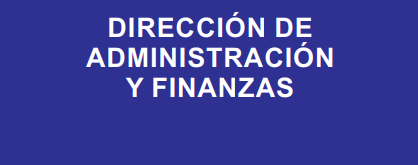 DIRECCIÓN DE
ADMINISTRACIÓN
Y FINANZAS